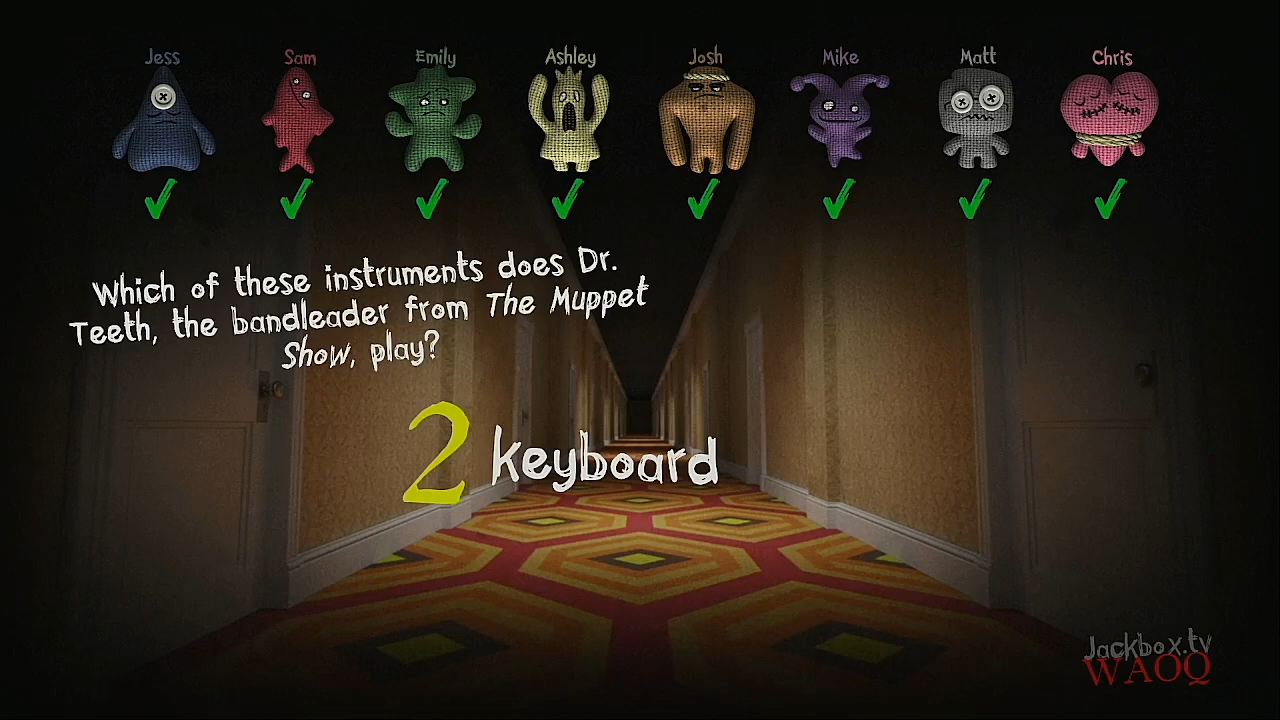 Jess Sam Emily Ashley Josh Mike Matt Chris
Which of these instruments does Dr.
Teeth, the bandleader from The Muppet
Show, play?
2 keyboard
Jackbox.tv
WAOQ